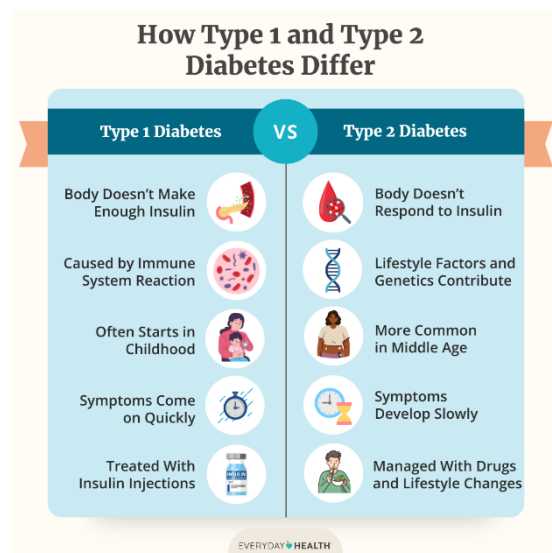 How Type 1 and Type 2
Diabetes Differ
Type 1 Diabetes
VS
Type 2 Diabetes
Body Doesn't Make
Enough Insulin
Body Doesn't
Respond to Insulin
Caused by Immune
System Reaction
Lifestyle Factors and
Genetics Contribute
Often Starts in
Childhood
More Common
in Middle Age
Symptoms Come
on Quickly
Symptoms
Develop Slowly
Treated With
Insulin Injections
INSULIN
Managed With Drugs
and Lifestyle Changes
EVERYDAY HEALTH